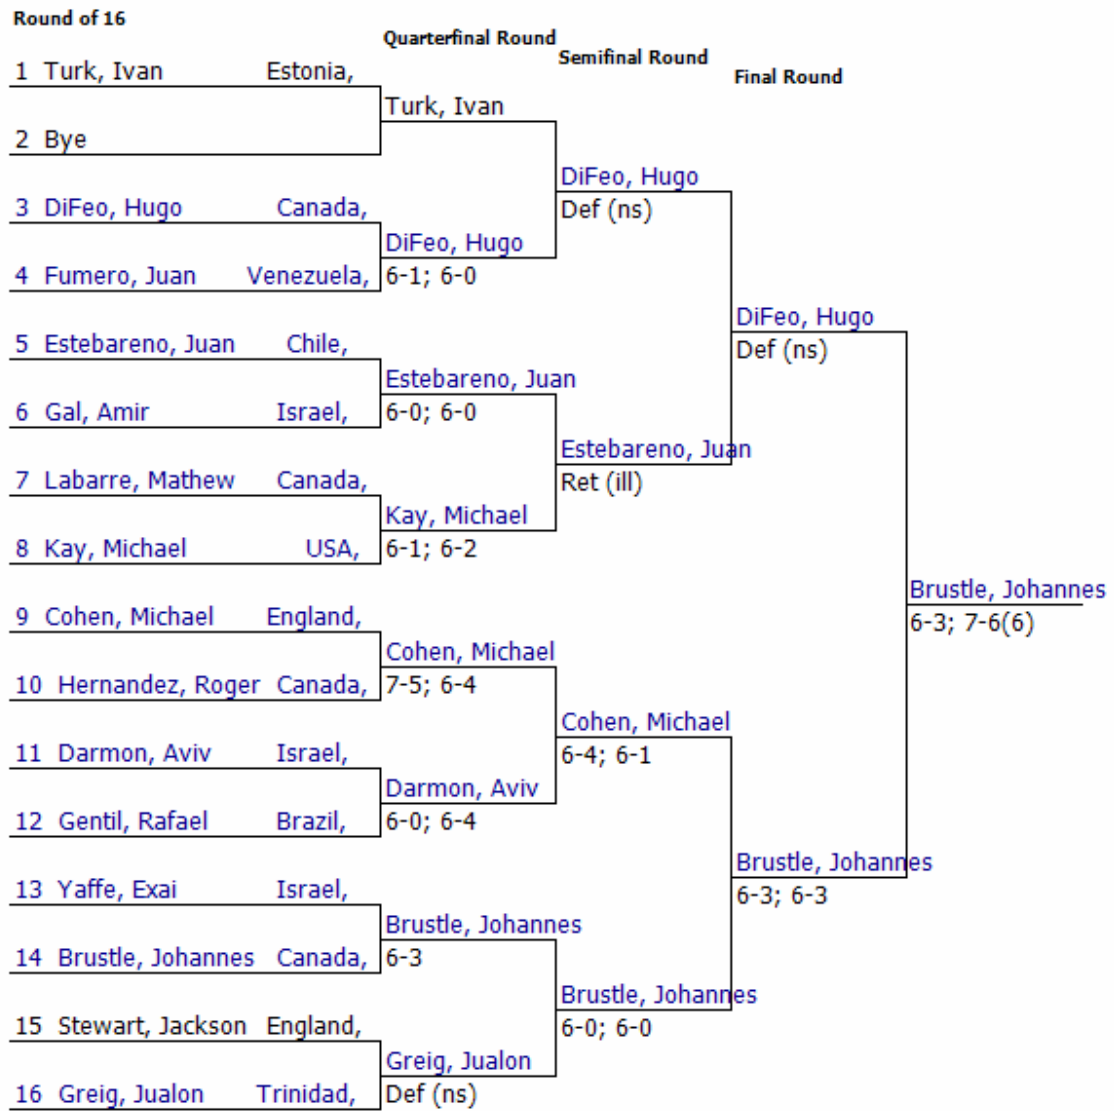 Round of 16
Quarterfinal Round
Semifinal Round
Final Round
1 Turk, Ivan Estonia,
Turk, Ivan
2 Bye
DiFeo, Hugo
3 DiFeo, Hugo Canada,
Def (ns)
DiFeo, Hugo
4 Fumero, Juan Venezuela,
6-1; 6-0
DiFeo, Hugo
5 Estebareno, Juan Chile,
Def (ns)
Estebareno, Juan
6 Gal, Amir Israel,
6-0; 6-0
Estebareno, Juan
7 Labarre, Mathew Canada,
Ret (ill)
Kay, Michael
8 Kay, Michael USA,
6-1; 6-2
Brustle, Johannes
9 Cohen, Michael England,
6-3; 7-6(6)
Cohen, Michael
10 Hernandez, Roger Canada,
7-5; 6-4
Cohen, Michael
11 Darmon, Aviv Israel,
6-4; 6-1
Darmon, Aviv
12 Gentil, Rafael Brazil,
6-0; 6-4
Brustle, Johannes
13 Yaffe, Exai Israel,
6-3; 6-3
Brustle, Johannes
14 Brustle, Johannes Canada,
6-3
Brustle, Johannes
15 Stewart, Jackson England,
6-0; 6-0
Greig, Jualon
16 Greig, Jualon Trinidad,
Def (ns)